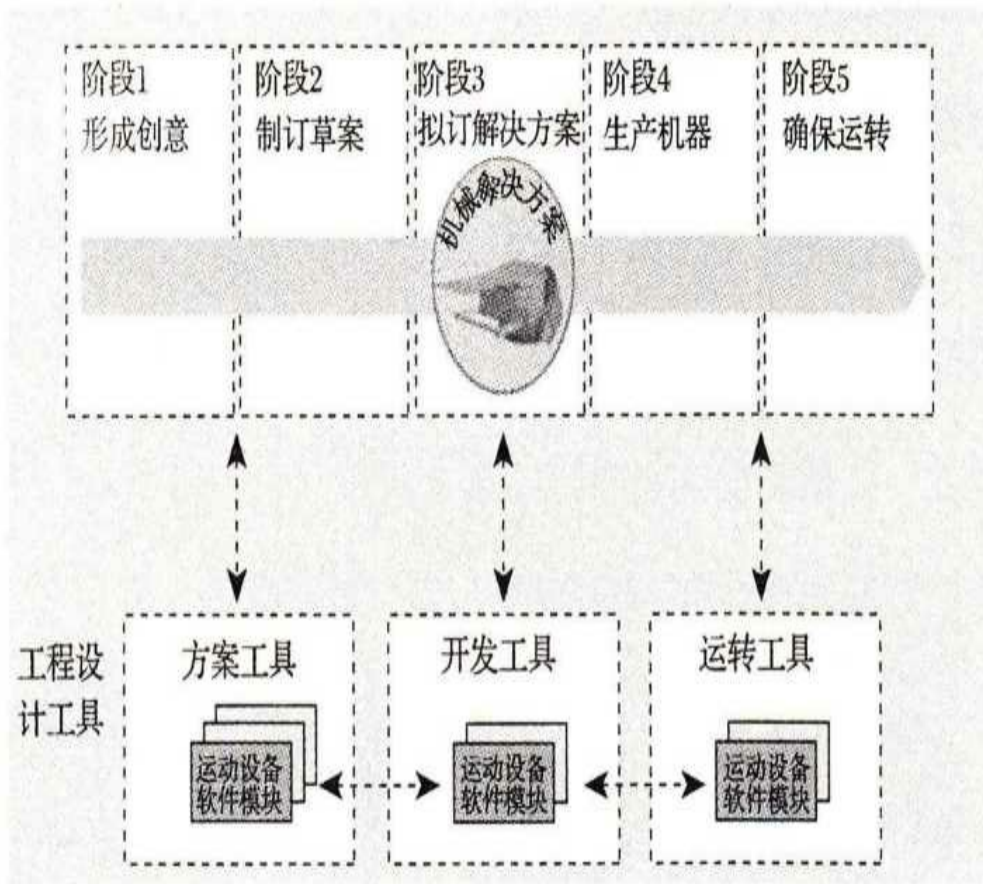 阶段1
形成创意
阶段2
制订草案
阶段3
拟订解决方案
阶段4
生产机器
阶段5
确保运转
机械解决方案
工程设
计工具
方案工具
运动设备
软件模块
开发工具
运动设备
软件模块
运转工具
运动设备
软件模块